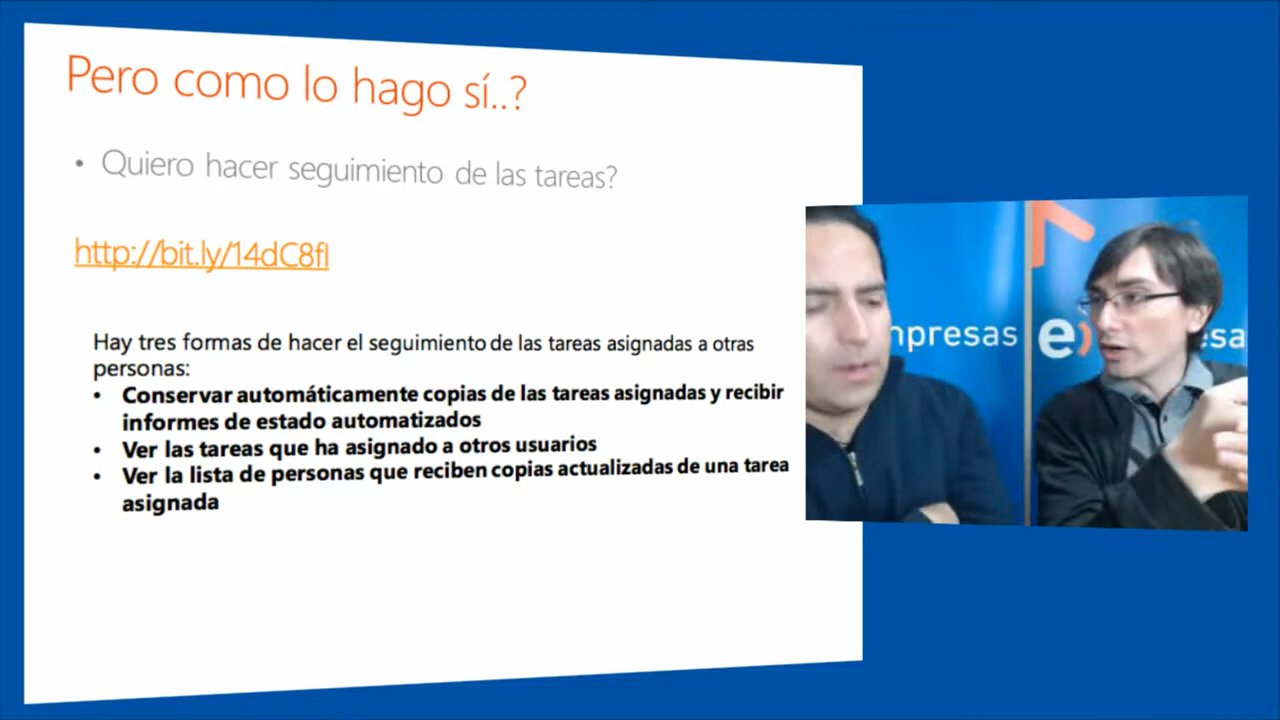 Pero como lo hago sí..?
• Quiero hacer seguimiento de las tareas?
http://bit.ly/14dC8fl
Hay tres formas de hacer el seguimiento de las tareas asignadas a otras
personas:
• Conservar automáticamente copias de las tareas asignadas y recibir
informes de estado automatizados
• Ver las tareas que ha asignado a otros usuarios
• Ver la lista de personas que reciben copias actualizadas de una tarea
asignada
mpresas
e) esa